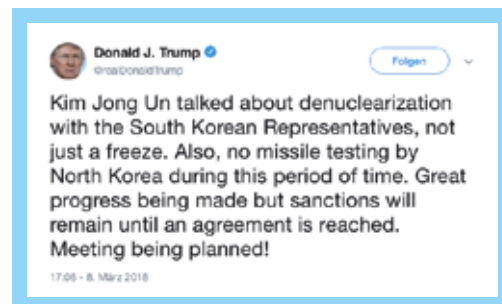 Donald J. Trump
@realDonaldTrump
Folgen
Kim Jong Un talked about denuclearization
with the South Korean Representatives, not
just a freeze. Also, no missile testing by
North Korea during this period of time. Great
progress being made but sanctions will
remain until an agreement is reached.
Meeting being planned!
17:08 - 8. März 2018